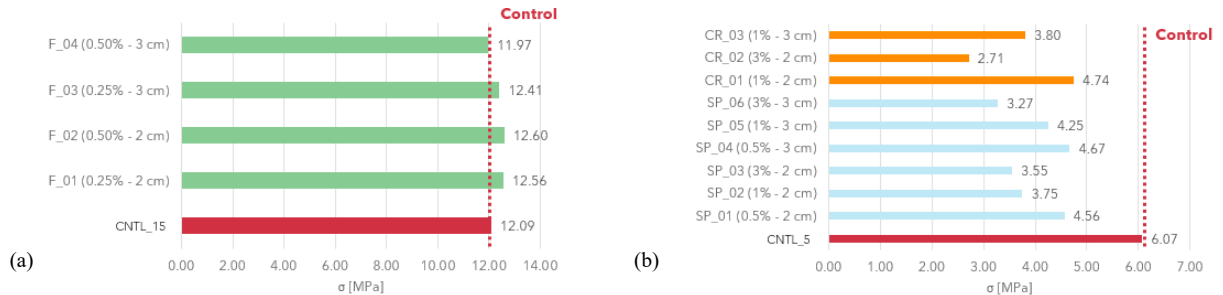 Control
F_04 (0.50% - 3 cm) 11.97
F_03 (0.25% - 3 cm) 12.41
F_02 (0.50% - 2 cm) 12.60
F_01 (0.25% - 2 cm) 12.56
CNTL_15 12.09
0.00 2.00 4.00 6.00 8.00 10.00 12.00 14.00
σ [MPa]
(a)
Control
CR_03 (1% - 3 cm) 3.80
CR_02 (3% - 2 cm) 2.71
CR_01 (1% - 2 cm) 4.74
SP_06 (3% - 3 cm) 3.27
SP_05 (1% - 3 cm) 4.25
SP_04 (0.5% - 3 cm) 4.67
SP_03 (3% - 2 cm) 3.55
SP_02 (1% - 2 cm) 3.75
SP_01 (0.5% - 2 cm) 4.56
CNTL_5 6.07
0.00 1.00 2.00 3.00 4.00 5.00 6.00 7.00
σ [MPa]
(b)